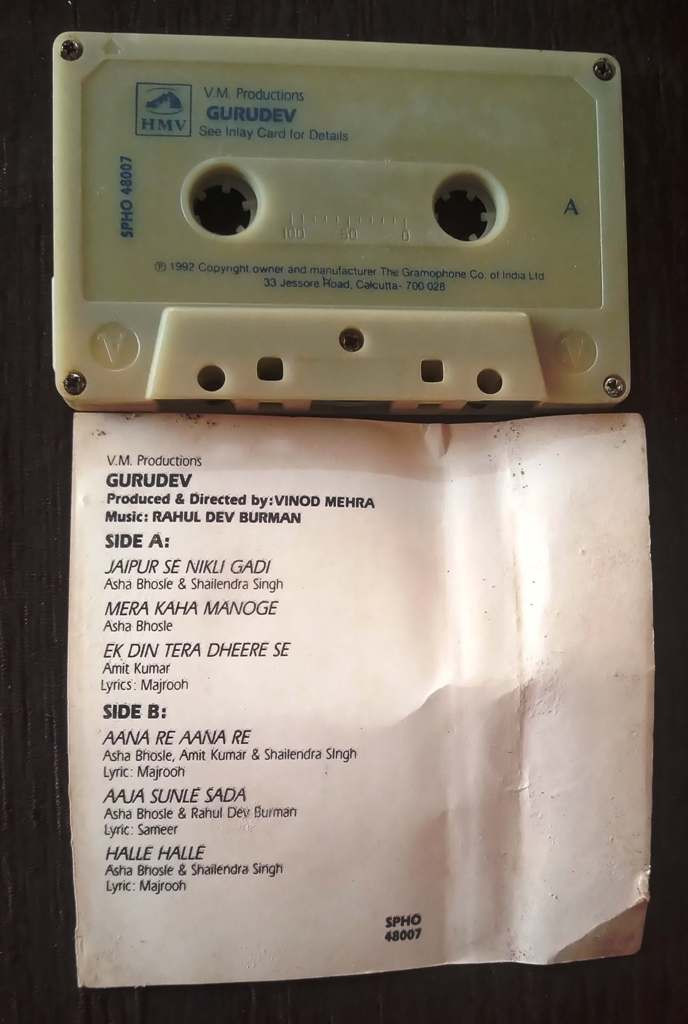 V.M. Productions
GURUDEV
See Inlay Card for Details
HMV
SPHO 48007
100 50 0
A
℗ 1992 Copyright owner and manufacturer The Gramophone Co. of India Ltd
33 Jessore Road, Calcutta- 700 028
V.M. Productions
GURUDEV
Produced & Directed by:VINOD MEHRA
Music: RAHUL DEV BURMAN
SIDE A:
JAIPUR SE NIKLI GADI
Asha Bhosle & Shailendra Singh
MERA KAHA MANOGE
Asha Bhosle
EK DIN TERA DHEERE SE
Amit Kumar
Lyrics: Majrooh
SIDE B:
AANA RE AANA RE
Asha Bhosle, Amit Kumar & Shailendra Singh
Lyric: Majrooh
AAJA SUNLE SADA
Asha Bhosle & Rahul Dev Burman
Lyric: Sameer
HALLE HALLE
Asha Bhosle & Shailendra Singh
Lyric: Majrooh
SPHO
48007